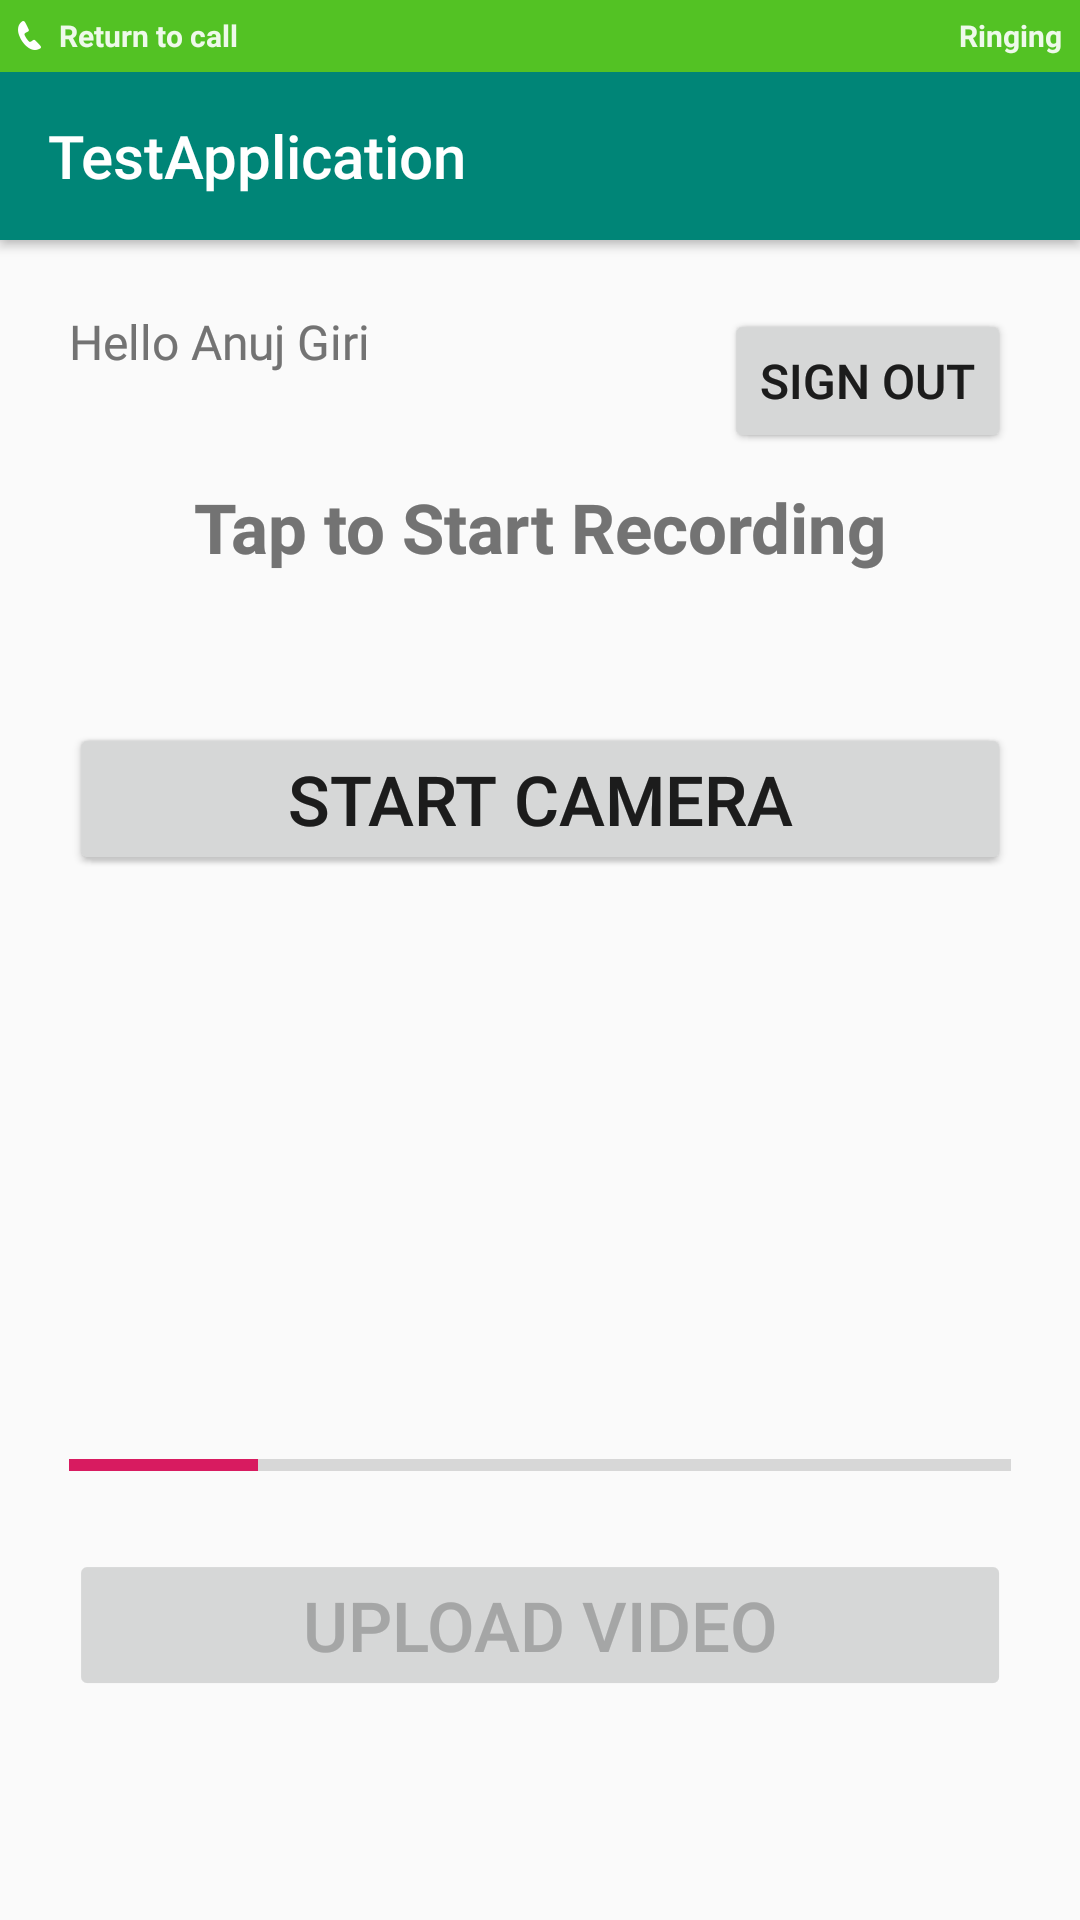 Return to call Ringing
TestApplication
Hello Anuj Giri
SIGN OUT
Tap to Start Recording
START CAMERA
UPLOAD VIDEO